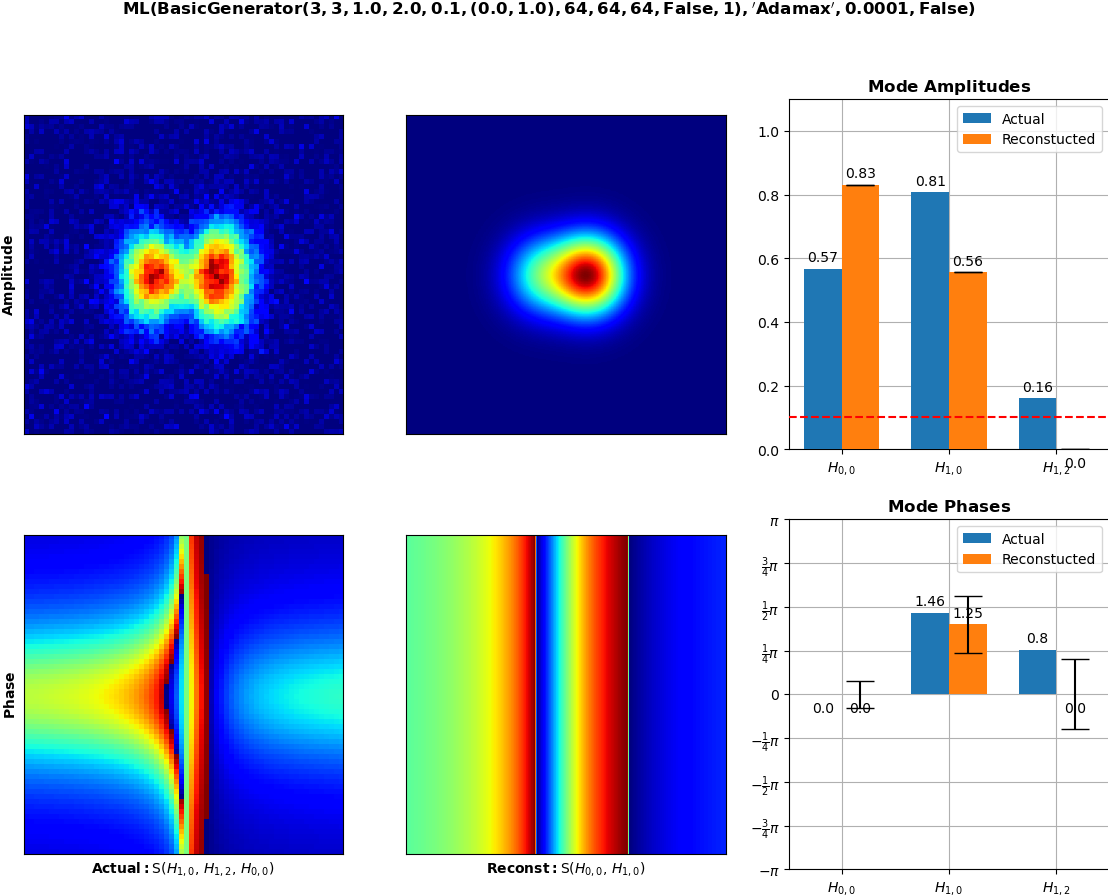 ML(BasicGenerator(3, 3, 1.0, 2.0, 0.1, (0.0, 1.0), 64, 64, 64, False, 1), ′Adamax′, 0.0001, False)
Amplitude
Mode Amplitudes
Actual
Reconstucted
1.0
0.8
0.6
0.4
0.2
0.0
0.57
0.83
0.81
0.56
0.16
0.0
H0,0
H1,0
H1,2
Phase
Actual: S(H1,0, H1,2, H0,0)
Reconst: S(H0,0, H1,0)
Mode Phases
Actual
Reconstucted
π
3/4π
1/2π
1/4π
0
−1/4π
−1/2π
−3/4π
−π
0.0
0.0
1.46
1.25
0.8
0.0
H0,0
H1,0
H1,2